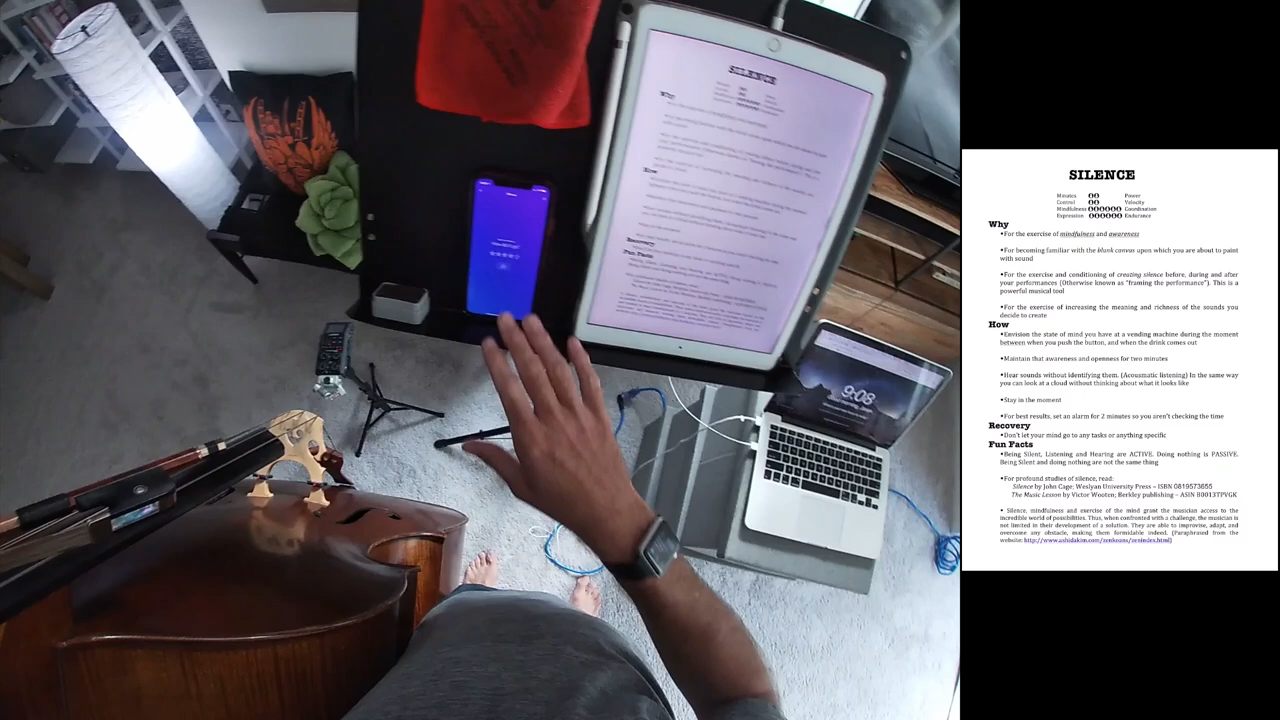 SILENCE
Why
How
Recovery
Fun Facts
9:08
SILENCE
Minutes
Power
Control
Velocity
Mindfulness
Coordination
Expression
Endurance
Why
•For the exercise of mindfulness and awareness
•For becoming familiar with the blank canvas upon which you are about to paint
with sound
•For the exercise and conditioning of creating silence before, during and after
your performances (Otherwise known as "framing the performance"). This is a
powerful musical tool
•For the exercise of increasing the meaning and richness of the sounds you
decide to create
How
•Envision the state of mind you have at a vending machine during the moment
between when you push the button, and when the drink comes out
•Maintain that awareness and openness for two minutes
•Hear sounds without identifying them. (Acousmatic listening) In the same way
you can look at a cloud without thinking about what it looks like
•Stay in the moment
•For best results, set an alarm for 2 minutes so you aren't checking the time
Recovery
•Don't let your mind go to any tasks or anything specific
Fun Facts
•Being Silent, Listening and Hearing are ACTIVE. Doing nothing is PASSIVE.
Being Silent and doing nothing are not the same thing
•For profound studies of silence, read:
Silence by John Cage; Weslyan University Press – ISBN 0819573655
The Music Lesson by Victor Wooten; Berkley publishing – ASIN B0013TPVGK
• Silence, mindfulness and exercise of the mind grant the musician access to the
incredible world of possibilities. Thus, when confronted with a challenge, the musician is
not limited in their development of a solution. They are able to improvise, adapt, and
overcome any obstacle, making them formidable indeed. (Paraphrased from the
website: http://www.ashidakim.com/zenkoans/zenindex.html)